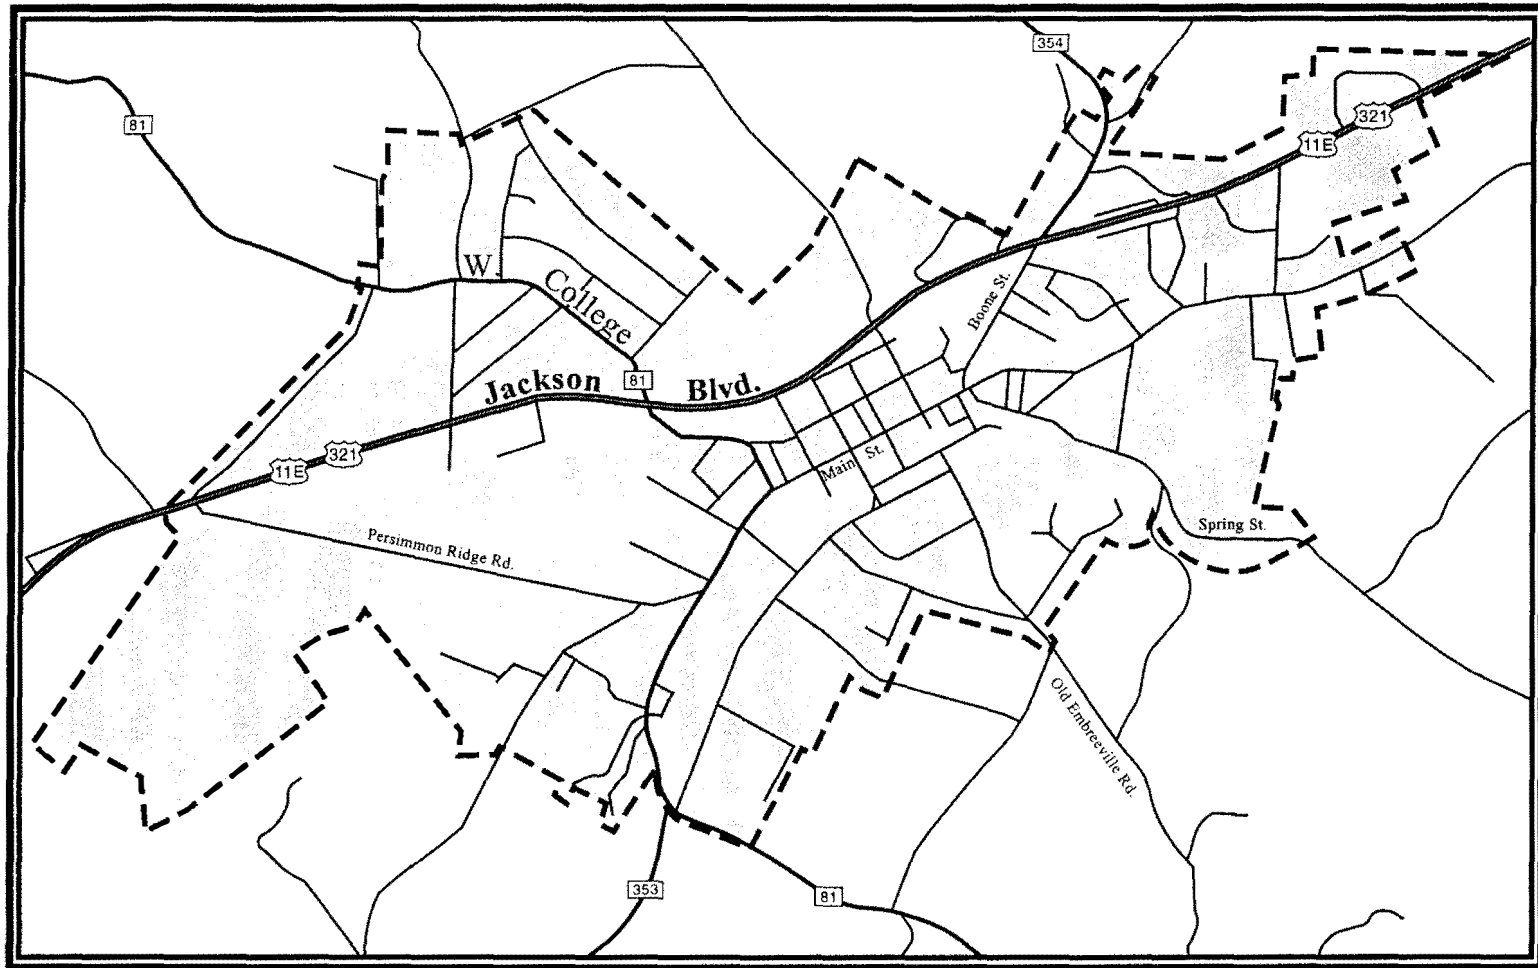 354
321
11E
81
W. College
Boone St.
81
Jackson Blvd.
321
11E
Main St.
Spring St.
Persimmon Ridge Rd.
Old Embreeville Rd.
353
81